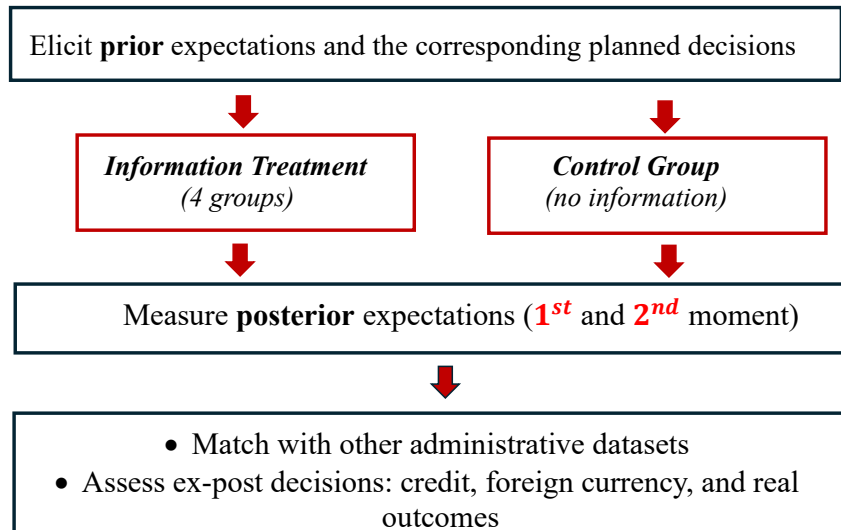 Elicit prior expectations and the corresponding planned decisions
Information Treatment
(4 groups)
Control Group
(no information)
Measure posterior expectations (1st and 2nd moment)
• Match with other administrative datasets
• Assess ex-post decisions: credit, foreign currency, and real
outcomes